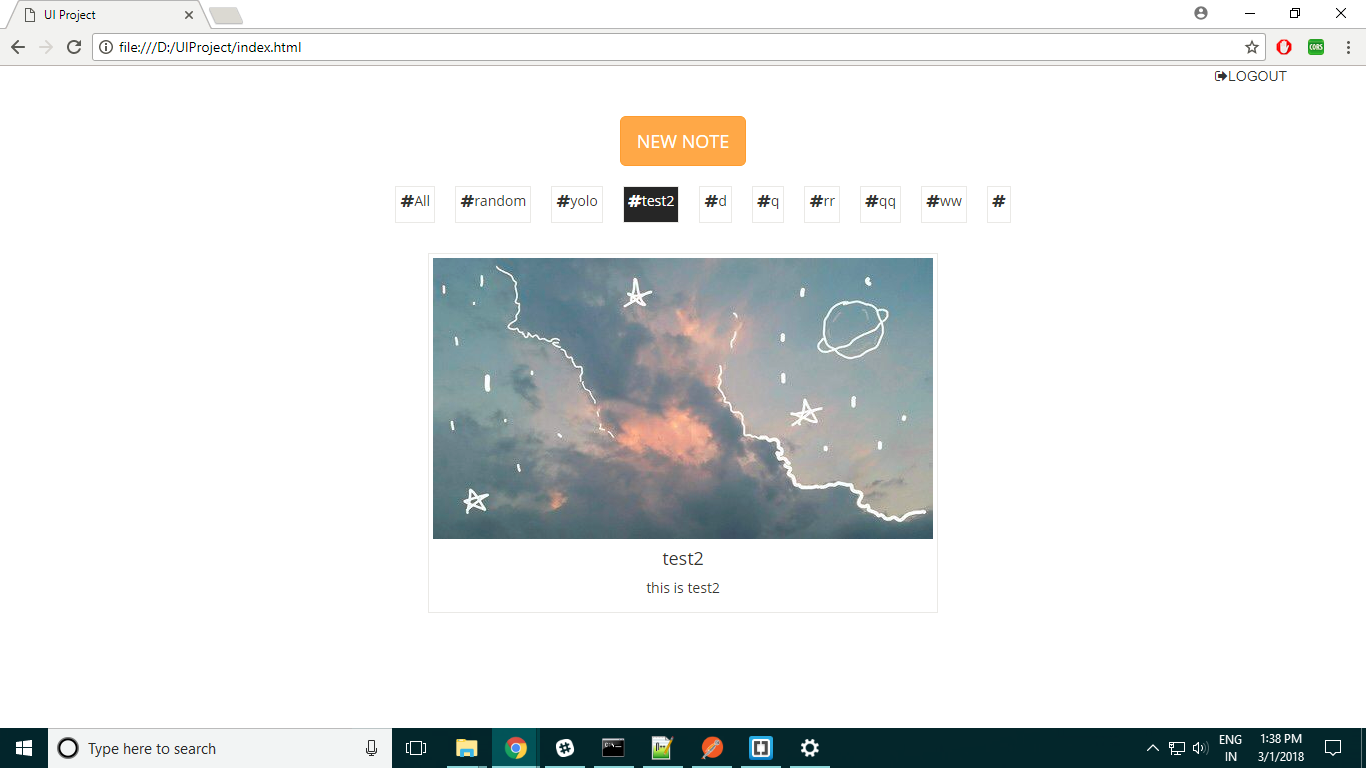 UI Project
file:///D:/UIProject/index.html
CORS
LOGOUT
NEW NOTE
#All #random #yolo #test2 #d #q #rr #qq #ww #
test2
this is test2
Type here to search
ENG 1:38 PM
IN 3/1/2018